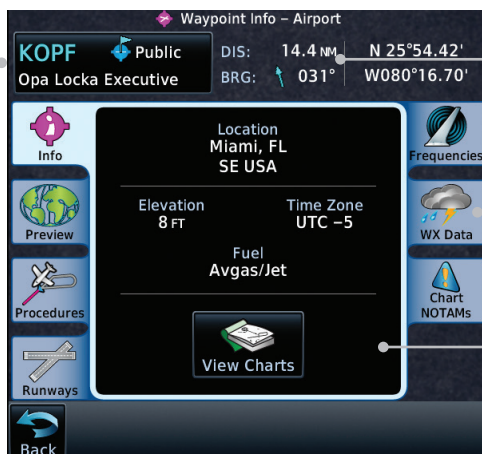 Waypoint Info – Airport
KOPF Public
Opa Locka Executive
DIS: 14.4 NM
BRG: 031°
N 25°54.42'
W080°16.70'
Info
Preview
Procedures
Runways
Location
Miami, FL
SE USA
Elevation
8 FT
Time Zone
UTC –5
Fuel
Avgas/Jet
View Charts
Frequencies
WX Data
Chart
NOTAMs
Back